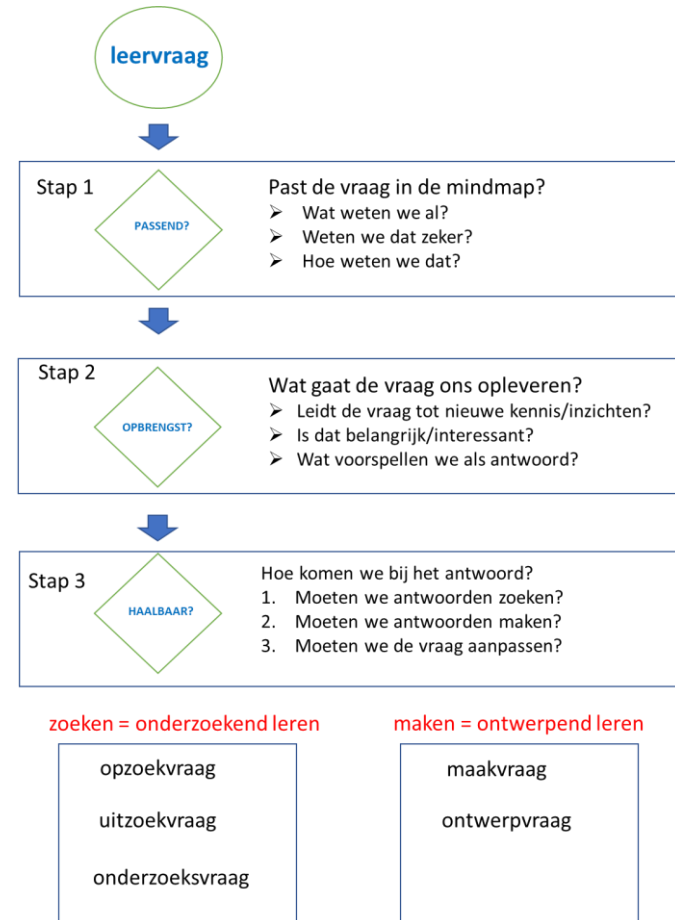 leervraag
Stap 1
PASSEND?
Past de vraag in de mindmap?
➢ Wat weten we al?
➢ Weten we dat zeker?
➢ Hoe weten we dat?
Stap 2
OPBRENGST?
Wat gaat de vraag ons opleveren?
➢ Leidt de vraag tot nieuwe kennis/inzichten?
➢ Is dat belangrijk/interessant?
➢ Wat voorspellen we als antwoord?
Stap 3
HAALBAAR?
Hoe komen we bij het antwoord?
1. Moeten we antwoorden zoeken?
2. Moeten we antwoorden maken?
3. Moeten we de vraag aanpassen?
zoeken = onderzoekend leren
opzoekvraag
uitzoekvraag
onderzoeksvraag
maken = ontwerpend leren
maakvraag
ontwerpvraag